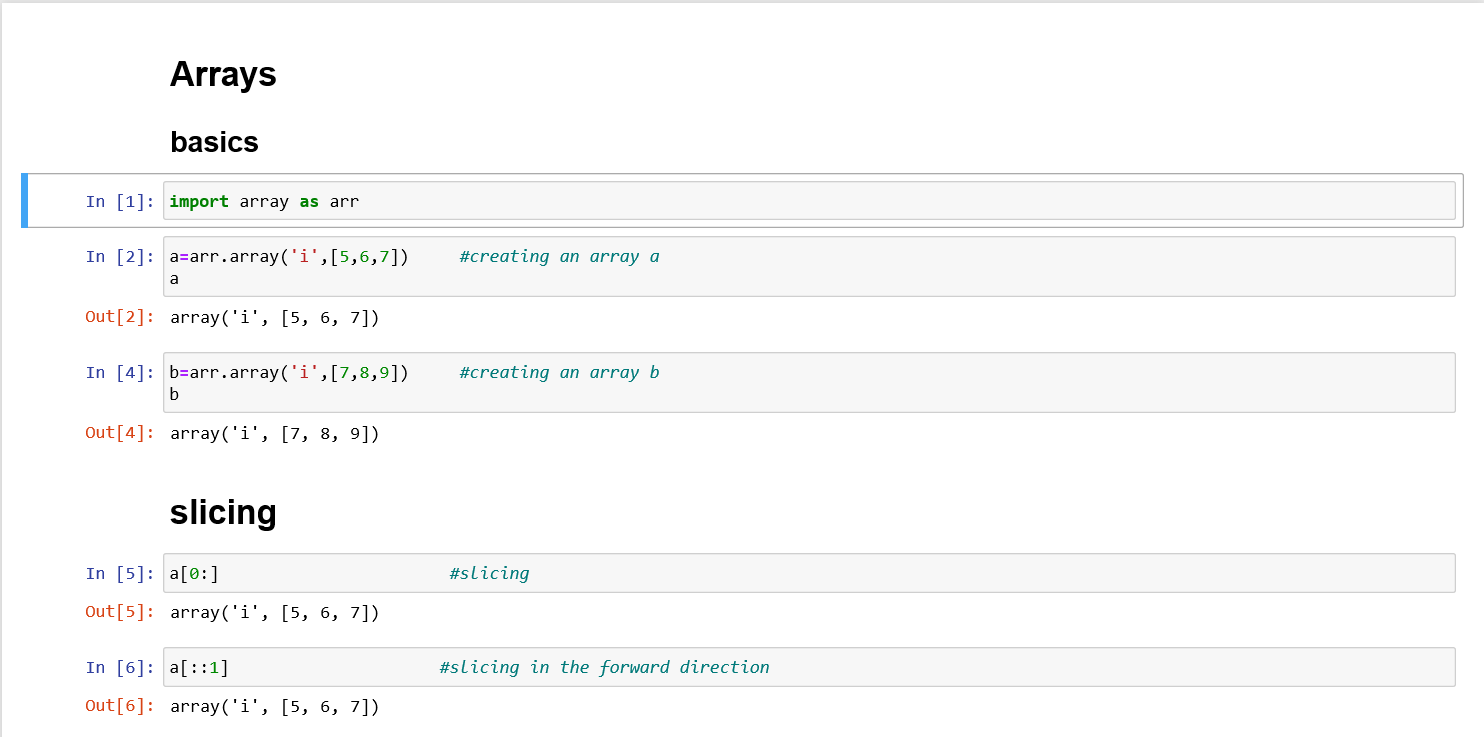 Arrays
basics
In [1]: import array as arr
In [2]: a=arr.array('i',[5,6,7])     #creating an array a
a
Out[2]: array('i', [5, 6, 7])
In [4]: b=arr.array('i',[7,8,9])     #creating an array b
b
Out[4]: array('i', [7, 8, 9])
slicing
In [5]: a[0:]                       #slicing
Out[5]: array('i', [5, 6, 7])
In [6]: a[::1]                     #slicing in the forward direction
Out[6]: array('i', [5, 6, 7])